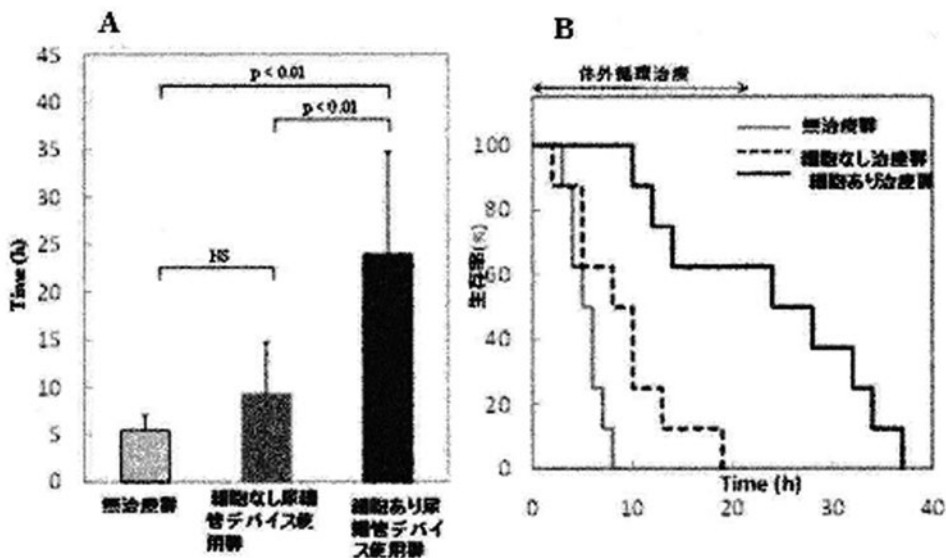 A
45
40
35
30
25
20
15
10
5
0
Time (h)
p < 0.01
p < 0.01
NS
無治療群
細胞なし尿細
管デバイス使
用群
細胞あり尿
細管デバイ
ス使用群
B
体外循環治療
無治療群
細胞なし治療群
細胞あり治療群
100
80
60
40
20
0
生存率(%)
0
10
20
30
40
Time (h)